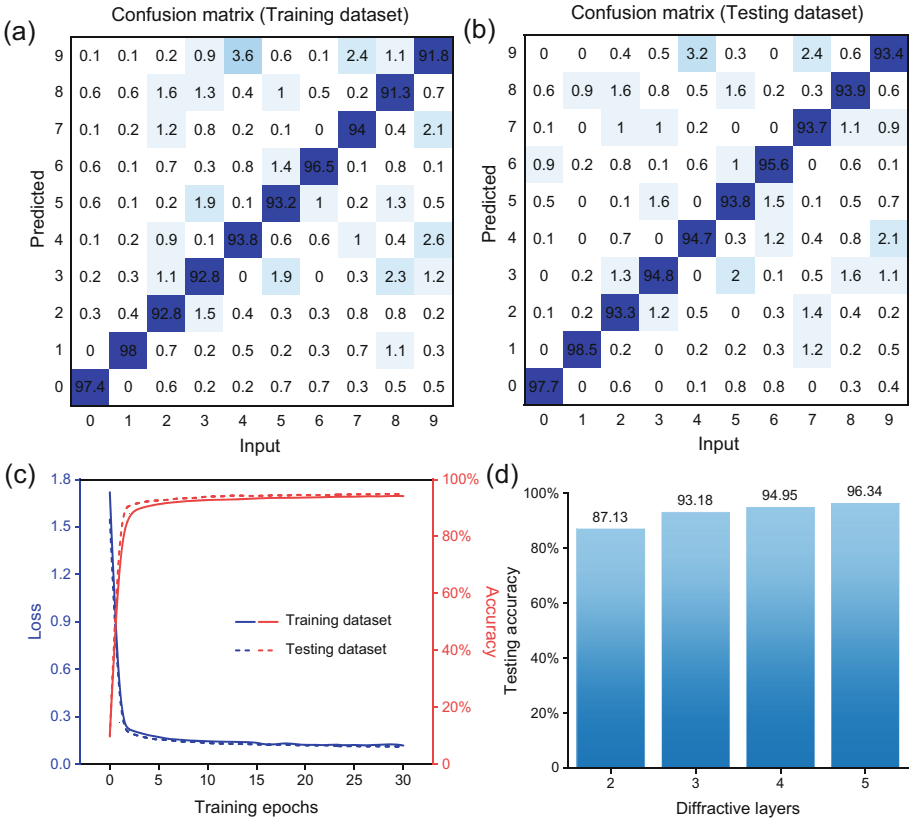 Confusion matrix (Training dataset)
(a)
Predicted
9 0.1 0.1 0.2 0.9 3.6 0.6 0.1 2.4 1.1 91.8
8 0.6 0.6 1.6 1.3 0.4 1 0.5 0.2 91.3 0.7
7 0.1 0.2 1.2 0.8 0.2 0.1 0 94 0.4 2.1
6 0.6 0.1 0.7 0.3 0.8 1.4 96.5 0.1 0.8 0.1
5 0.6 0.1 0.2 1.9 0.1 93.2 1 0.2 1.3 0.5
4 0.1 0.2 0.9 0.1 93.8 0.6 0.6 1 0.4 2.6
3 0.2 0.3 1.1 92.8 0 1.9 0 0.3 2.3 1.2
2 0.3 0.4 92.8 1.5 0.4 0.3 0.3 0.8 0.8 0.2
1 0 98 0.7 0.2 0.5 0.2 0.3 0.7 1.1 0.3
0 97.4 0 0.6 0.2 0.2 0.7 0.7 0.3 0.5 0.5
0 1 2 3 4 5 6 7 8 9
Input
Confusion matrix (Testing dataset)
(b)
Predicted
9 0 0 0.4 0.5 3.2 0.3 0 2.4 0.6 93.4
8 0.6 0.9 1.6 0.8 0.5 1.6 0.2 0.3 93.9 0.6
7 0.1 0 1 1 0.2 0 0 93.7 1.1 0.9
6 0.9 0.2 0.8 0.1 0.6 1 95.6 0 0.6 0.1
5 0.5 0 0.1 1.6 0 93.8 1.5 0.1 0.5 0.7
4 0.1 0 0.7 0 94.7 0.3 1.2 0.4 0.8 2.1
3 0 0.2 1.3 94.8 0 2 0.1 0.5 1.6 1.1
2 0.1 0.2 93.3 1.2 0.5 0 0.2 1.4 0.4 0.2
1 0 98.5 0.2 0 0.2 0.2 0.3 1.2 0.2 0.5
0 97.7 0 0.6 0 0.1 0.8 0.8 0 0.3 0.4
0 1 2 3 4 5 6 7 8 9
Input
(c)
Loss
1.8
1.5
1.2
0.9
0.6
0.3
0.0
Training dataset
Testing dataset
100%
80%
60%
40%
20%
0
Accuracy
0 5 10 15 20 25 30
Training epochs
(d)
Testing accuracy
100%
80%
60%
40%
20%
0
87.13 93.18 94.95 96.34
2 3 4 5
Diffractive layers